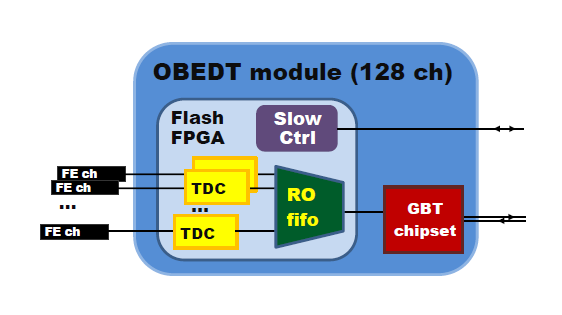 OBEDT module (128 ch)
Flash
FPGA
Slow
Ctrl
FE ch
FE ch
...
FE ch
TDC
...
TDC
RO
fifo
GBT
chipset